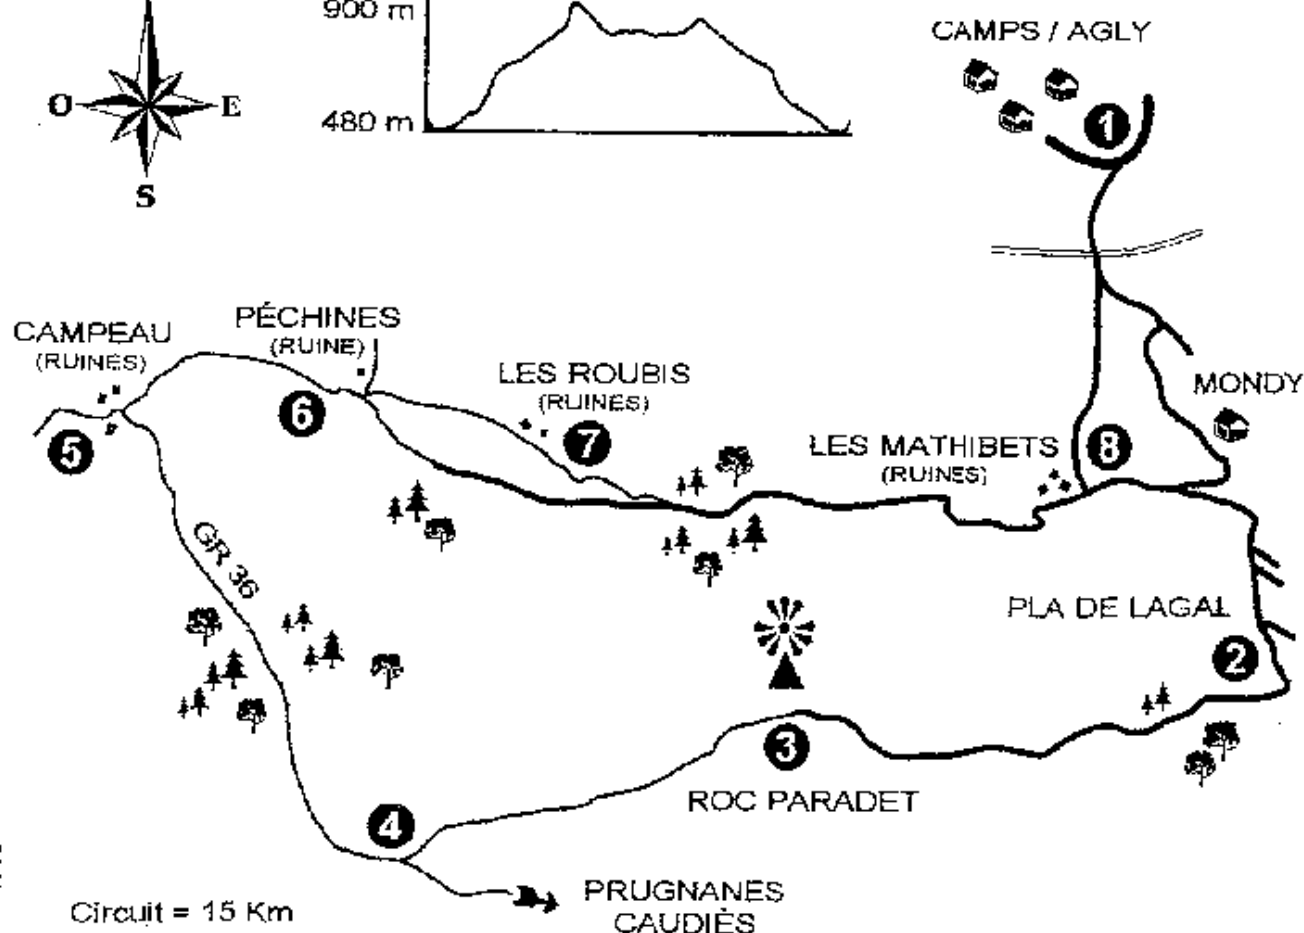 900 m
480 m
O
E
S
CAMPS / AGLY
1
CAMPEAU
(RUINES)
PÉCHINES
(RUINE)
LES ROUBIS
(RUINES)
MONDY
LES MATHIBETS
(RUINES)
5
6
7
8
GR 36
PLA DE LAGAL
2
3
ROC PARADET
4
PRUGNANES
CAUDIÈS
Circuit = 15 Km